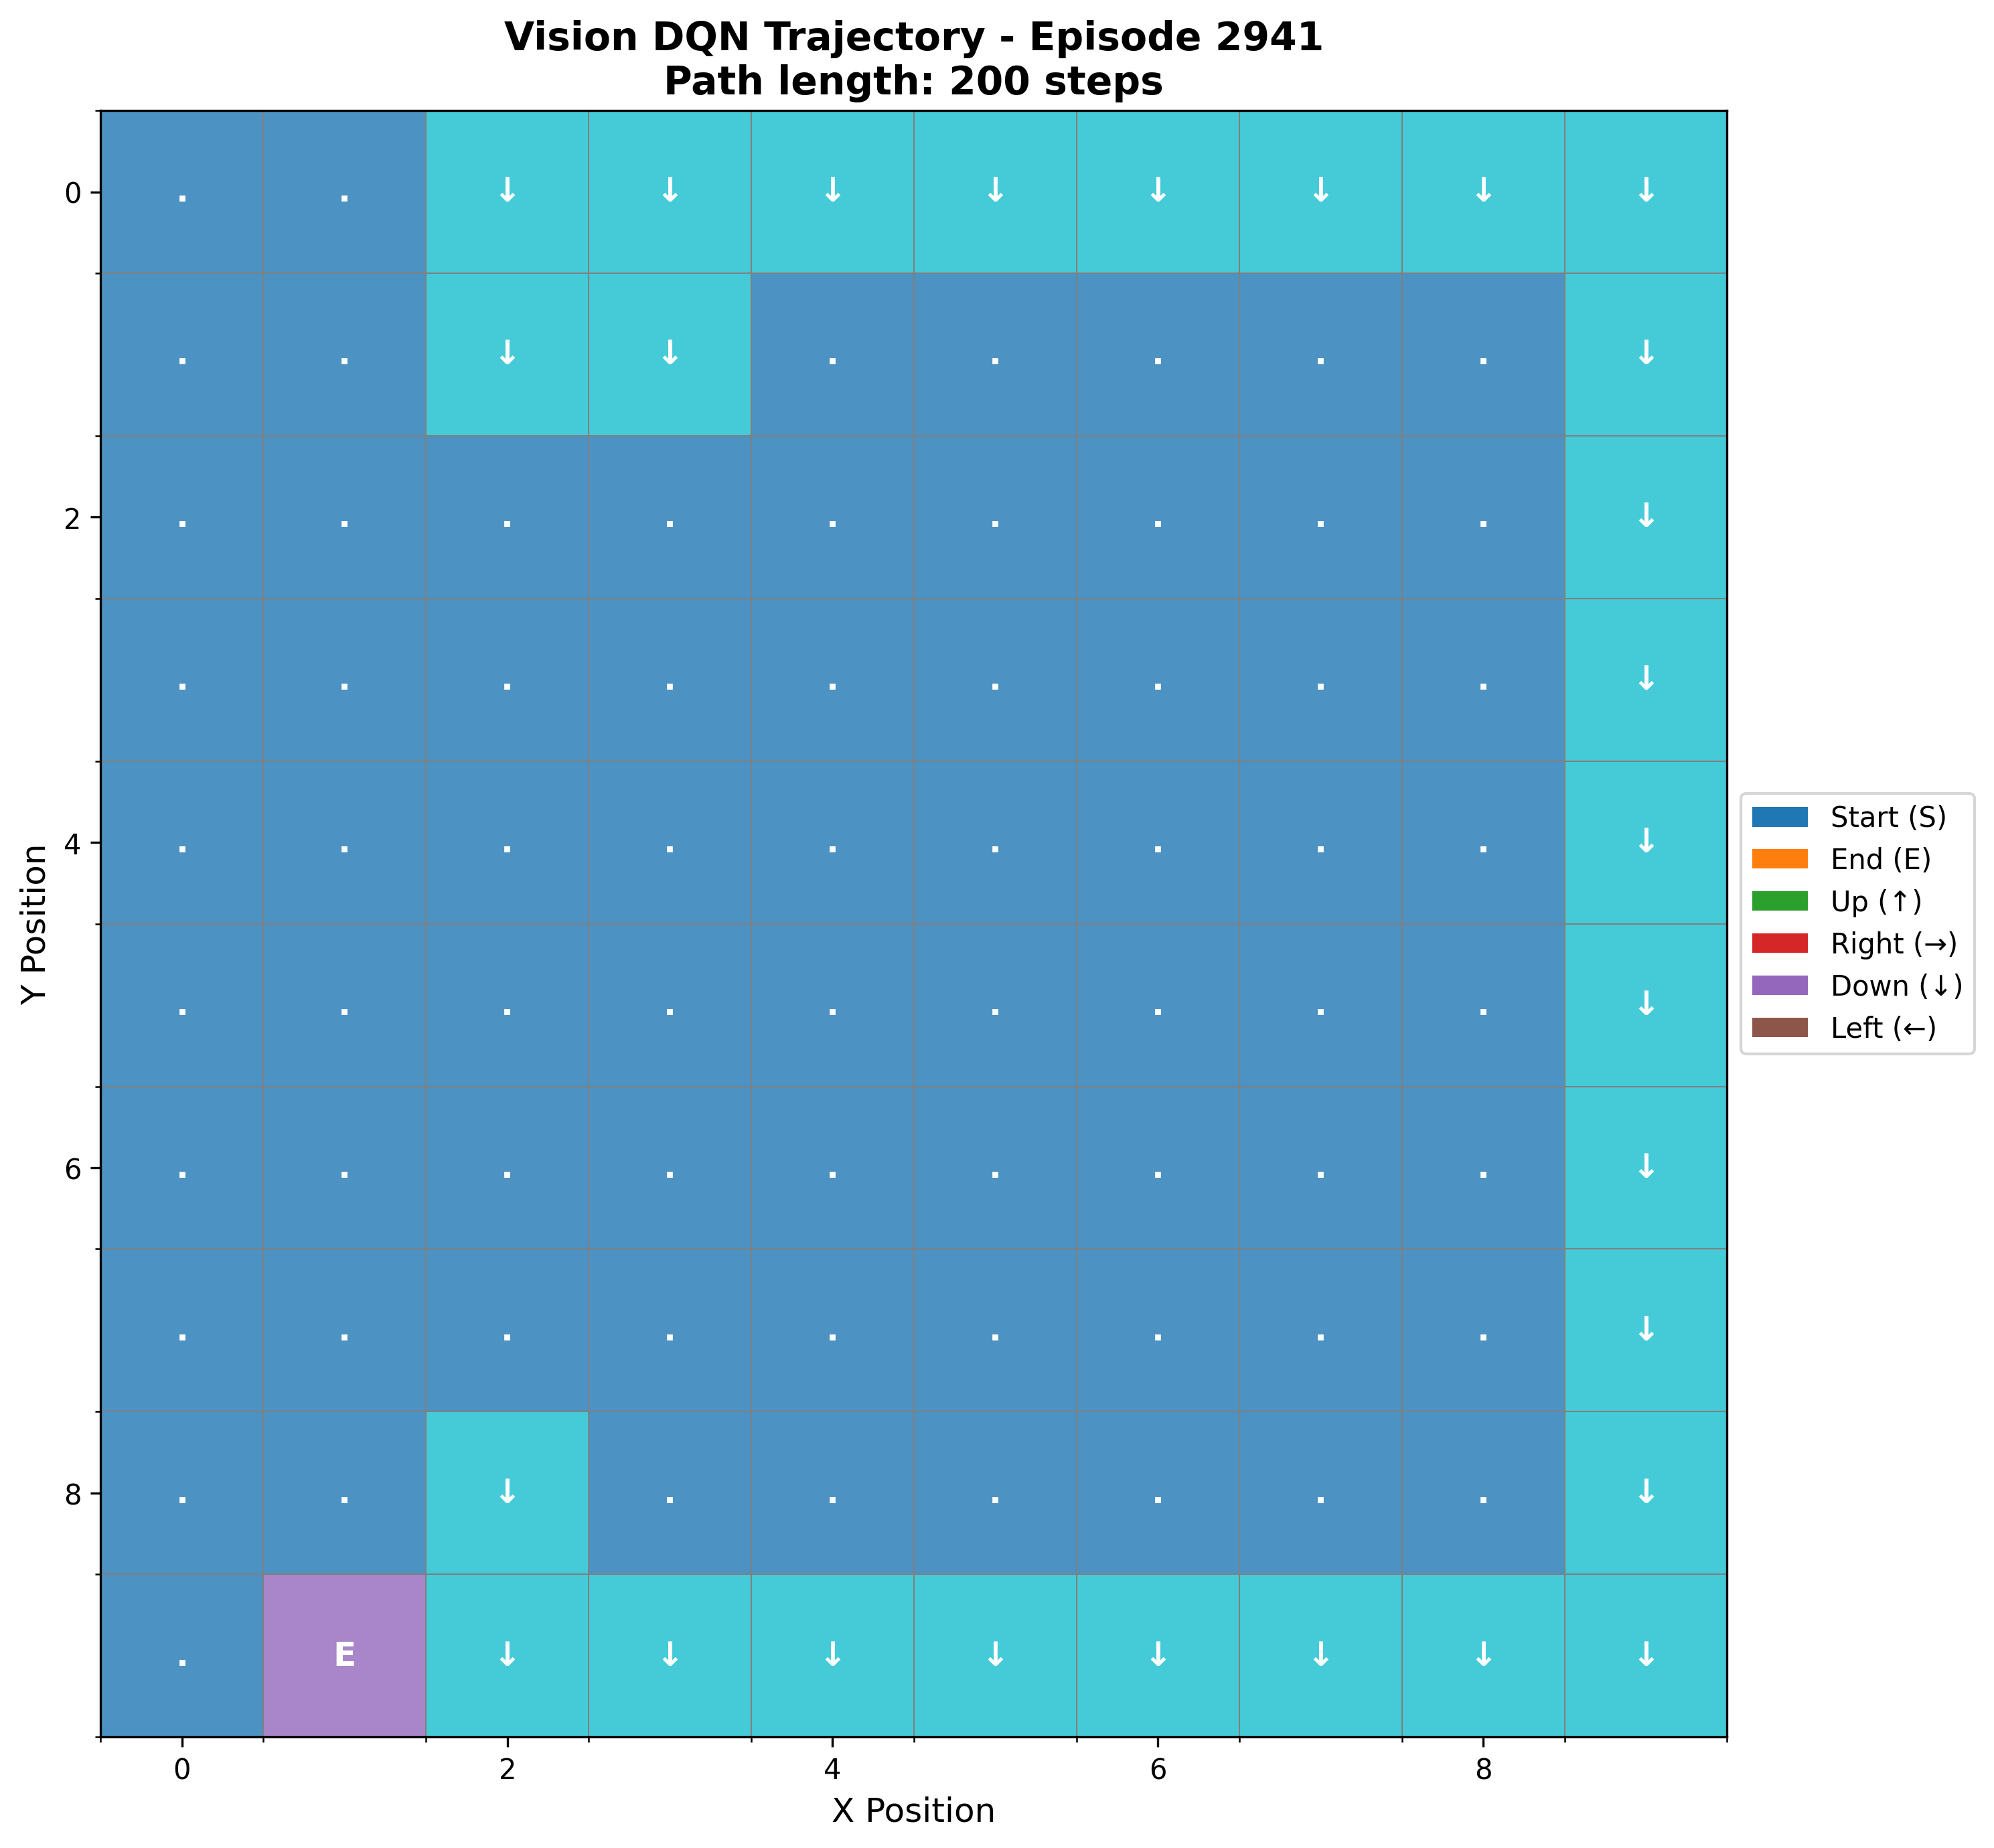 Vision DQN Trajectory - Episode 2941
Path length: 200 steps
0 . . ↓ ↓ ↓ ↓ ↓ ↓ ↓ ↓
. . ↓ ↓ . . . . . ↓
2 . . . . . . . . . ↓
. . . . . . . . . ↓
4 . . . . . . . . . ↓
. . . . . . . . . ↓
6 . . . . . . . . . ↓
. . . . . . . . . ↓
8 . . ↓ . . . . . . ↓
. E ↓ ↓ ↓ ↓ ↓ ↓ ↓ ↓
0 2 4 6 8
X Position
Y Position
Start (S)
End (E)
Up (↑)
Right (→)
Down (↓)
Left (←)